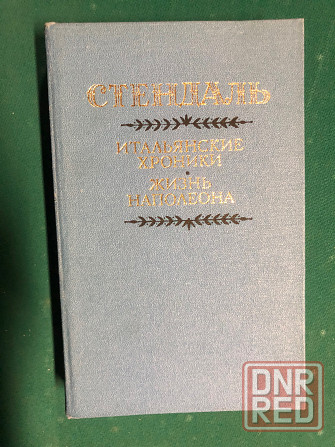 СТЕНДАЛЬ
ИТАЛЬЯНСКИЕ
ХРОНИКИ
•
ЖИЗНЬ
НАПОЛЕОНА
DNR
RED